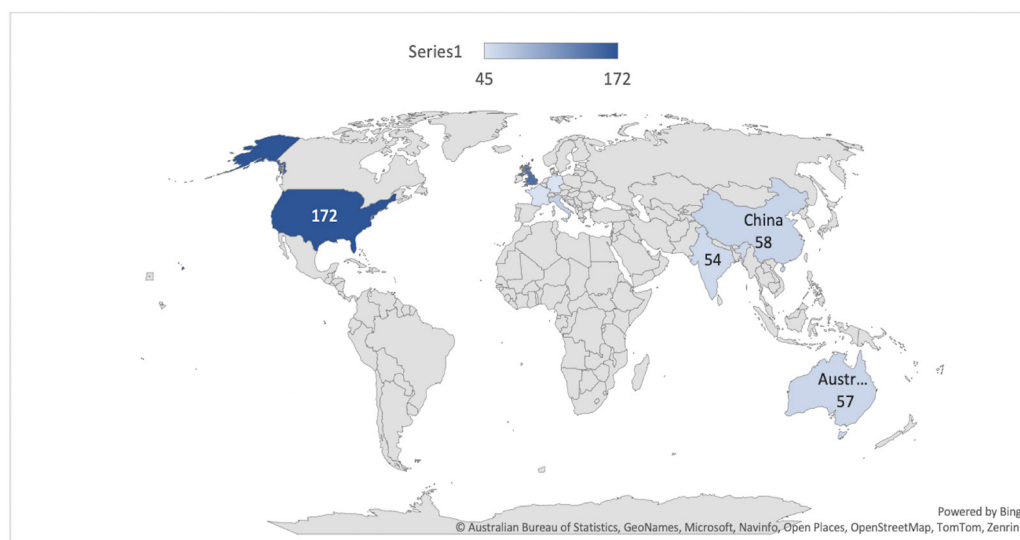 Series1
45 172
172
China
58
54
Austr...
57
Powered by Bing
© Australian Bureau of Statistics, GeoNames, Microsoft, Navinfo, Open Places, OpenStreetMap, TomTom, Zenrin